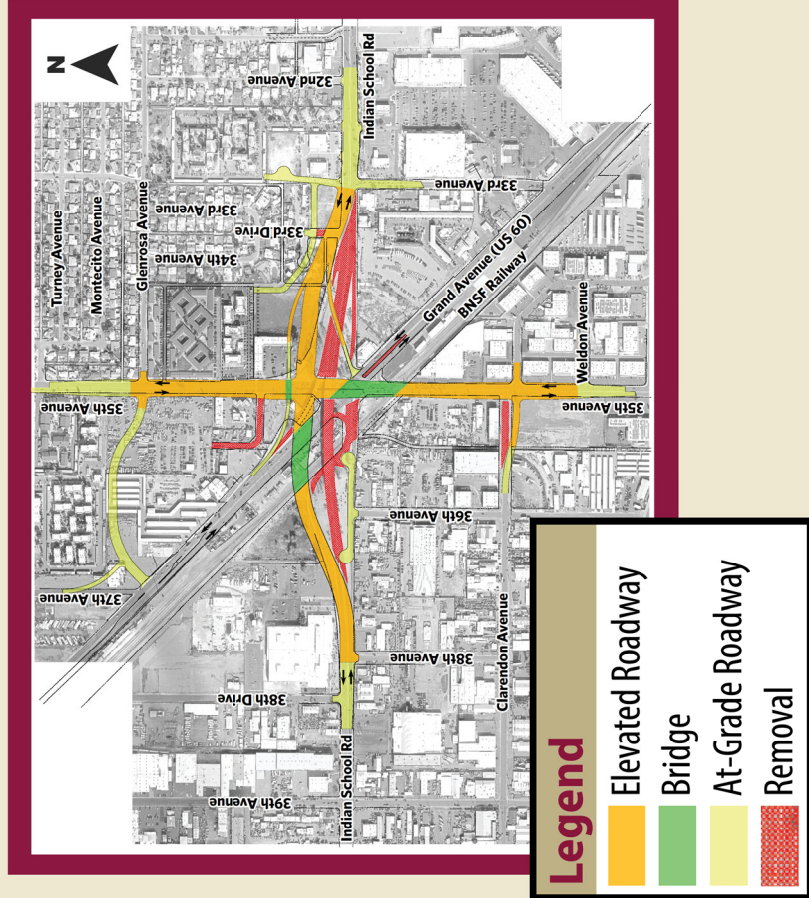 N
Turney Avenue
Montecito Avenue
Glenrosa Avenue
32nd Avenue
Indian School Rd
33rd Avenue
33rd Drive
34th Avenue
33rd Avenue
Grand Avenue (US 60)
BNSF Railway
Weldon Avenue
35th Avenue
35th Avenue
36th Avenue
37th Avenue
38th Avenue
38th Drive
Clarendon Avenue
39th Avenue
Indian School Rd
Legend
Elevated Roadway
Bridge
At-Grade Roadway
Removal